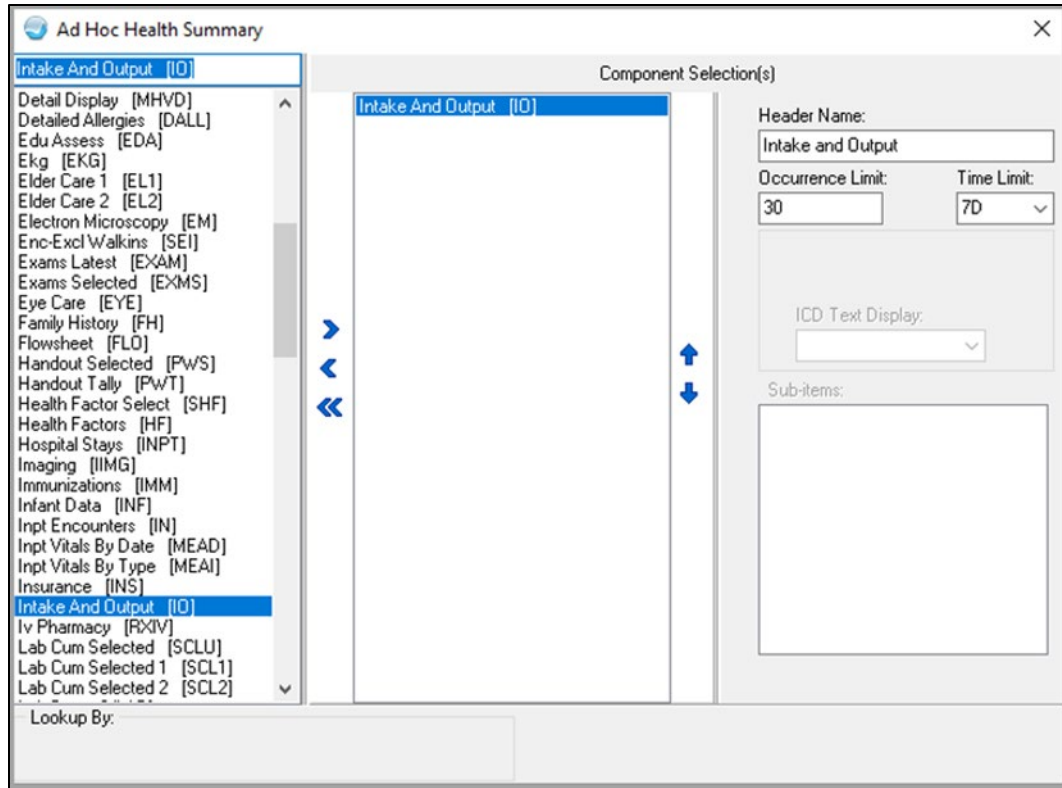 Ad Hoc Health Summary
Intake And Output [IO]
Detail Display [MHVD]
Detailed Allergies [DALL]
Edu Assess [EDA]
Ekg [EKG]
Elder Care 1 [EL1]
Elder Care 2 [EL2]
Electron Microscopy [EM]
Enc-Excl Walkins [SEI]
Exams Latest [EXAM]
Exams Selected [EXMS]
Eye Care [EYE]
Family History [FH]
Flowsheet [FLO]
Handout Selected [PWS]
Handout Tally [PWT]
Health Factor Select [SHF]
Health Factors [HF]
Hospital Stays [INPT]
Imaging [IIMG]
Immunizations [IMM]
Infant Data [INF]
Inpt Encounters [IN]
Inpt Vitals By Date [MEAD]
Inpt Vitals By Type [MEAI]
Insurance [INS]
Intake And Output [IO]
Iv Pharmacy [RXIV]
Lab Cum Selected [SCLU]
Lab Cum Selected 1 [SCL1]
Lab Cum Selected 2 [SCL2]
Component Selection(s)
Intake And Output [IO]
Header Name:
Intake and Output
Occurrence Limit: Time Limit:
30 7D
ICD Text Display:
Sub-items:
Lookup By: